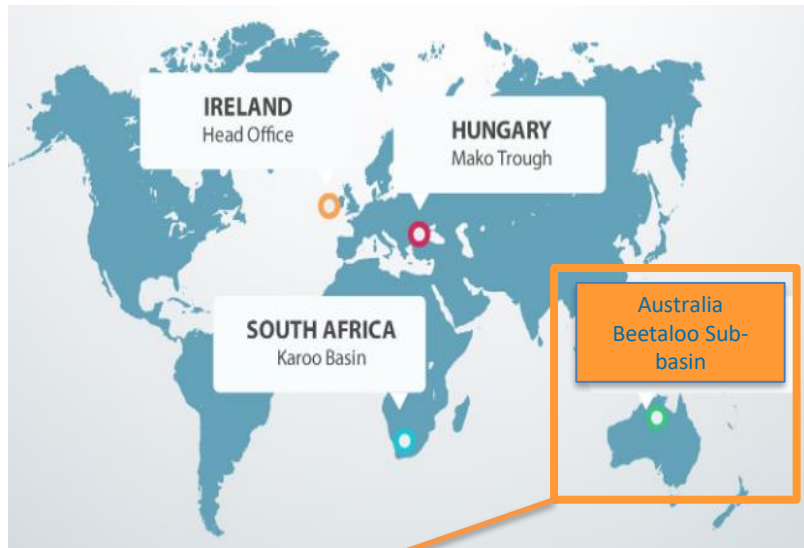 IRELAND
Head Office
HUNGARY
Mako Trough
SOUTH AFRICA
Karoo Basin
Australia
Beetaloo Sub-
basin